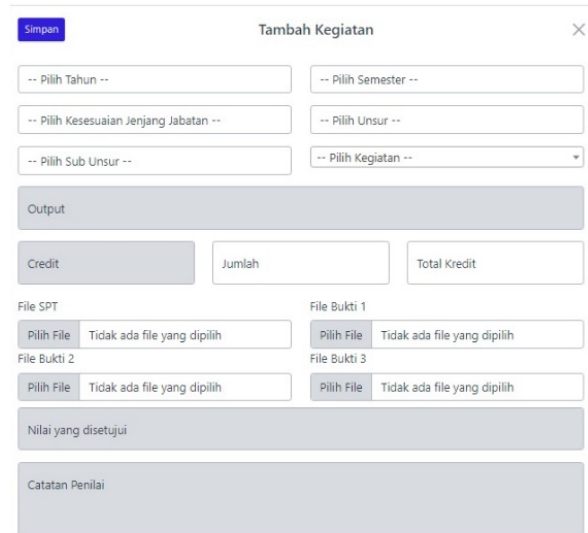 Simpan
Tambah Kegiatan
-- Pilih Tahun --
-- Pilih Semester --
-- Pilih Kesesuaian Jenjang Jabatan --
-- Pilih Unsur --
-- Pilih Sub Unsur --
-- Pilih Kegiatan --
Output
Credit
Jumlah
Total Kredit
File SPT
File Bukti 1
Pilih File Tidak ada file yang dipilih
Pilih File Tidak ada file yang dipilih
File Bukti 2
File Bukti 3
Pilih File Tidak ada file yang dipilih
Pilih File Tidak ada file yang dipilih
Nilai yang disetujui
Catatan Penilai